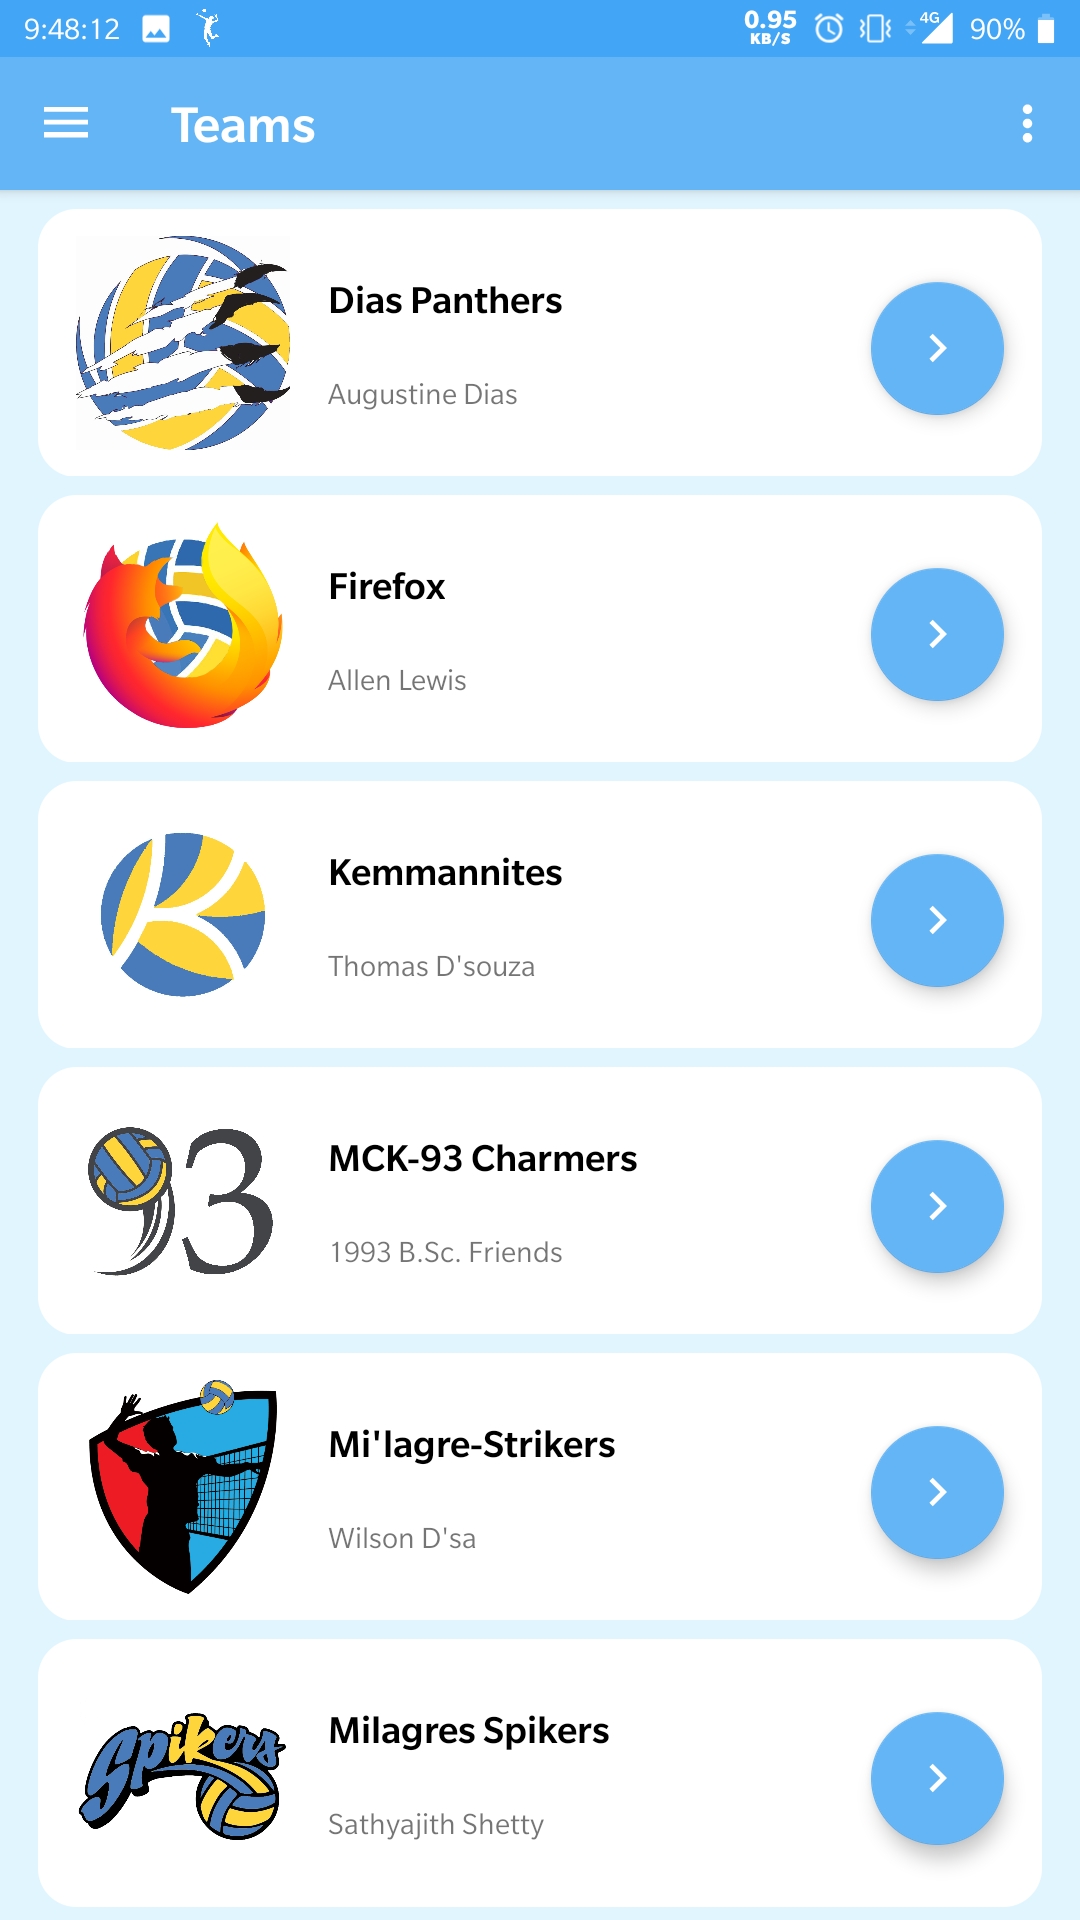 9:48:12 0.95 KB/S 4G 90%
Teams
Dias Panthers
Augustine Dias
Firefox
Allen Lewis
Kemmannites
Thomas D'souza
93
MCK-93 Charmers
1993 B.Sc. Friends
Mi'lagre-Strikers
Wilson D'sa
Spikers
Milagres Spikers
Sathyajith Shetty